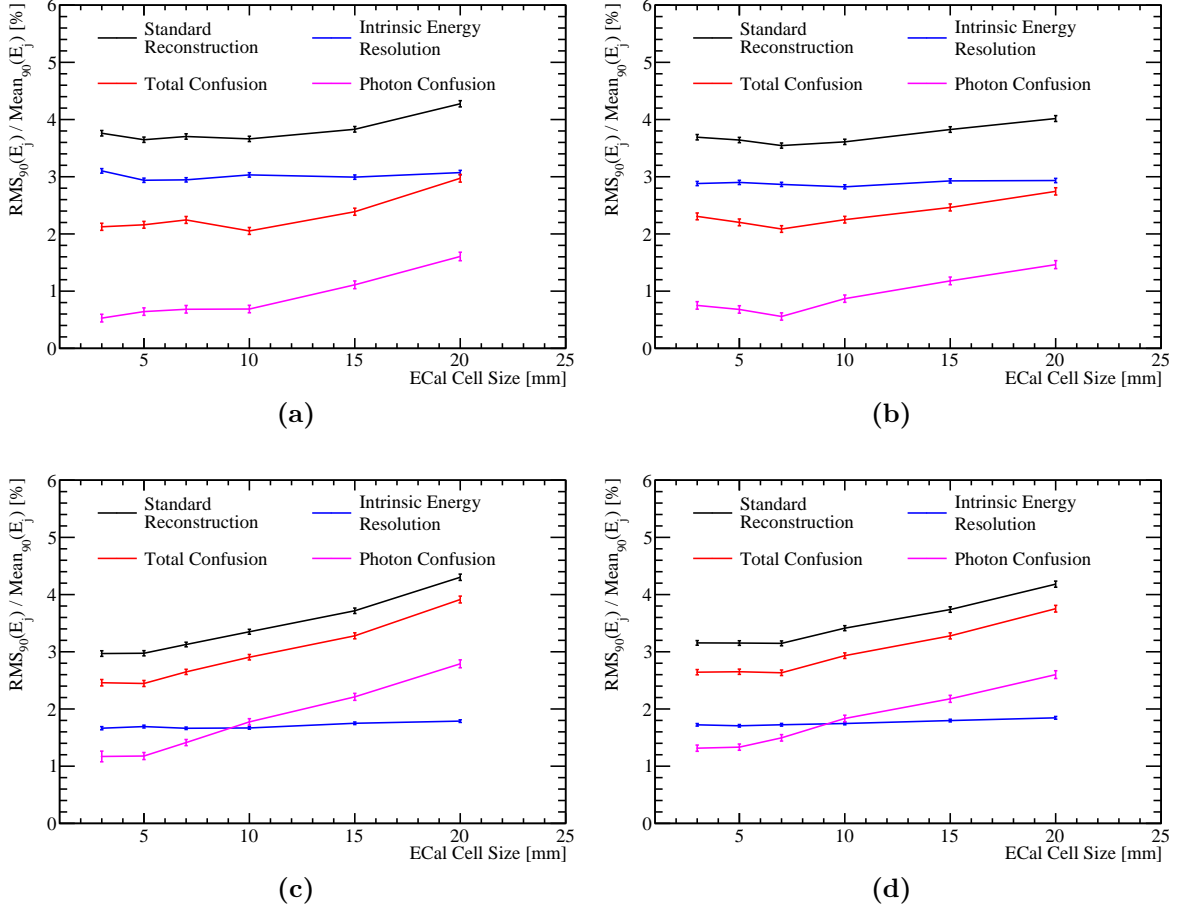 RMS90(Ej) / Mean90(Ej) [%]
6
5
4
3
2
1
0
Standard
Reconstruction
Intrinsic Energy
Resolution
Total Confusion
Photon Confusion
5 10 15 20 25
ECal Cell Size [mm]
(a)
RMS90(Ej) / Mean90(Ej) [%]
6
5
4
3
2
1
0
Standard
Reconstruction
Intrinsic Energy
Resolution
Total Confusion
Photon Confusion
5 10 15 20 25
ECal Cell Size [mm]
(b)
RMS90(Ej) / Mean90(Ej) [%]
6
5
4
3
2
1
0
Standard
Reconstruction
Intrinsic Energy
Resolution
Total Confusion
Photon Confusion
5 10 15 20 25
ECal Cell Size [mm]
(c)
RMS90(Ej) / Mean90(Ej) [%]
6
5
4
3
2
1
0
Standard
Reconstruction
Intrinsic Energy
Resolution
Total Confusion
Photon Confusion
5 10 15 20 25
ECal Cell Size [mm]
(d)